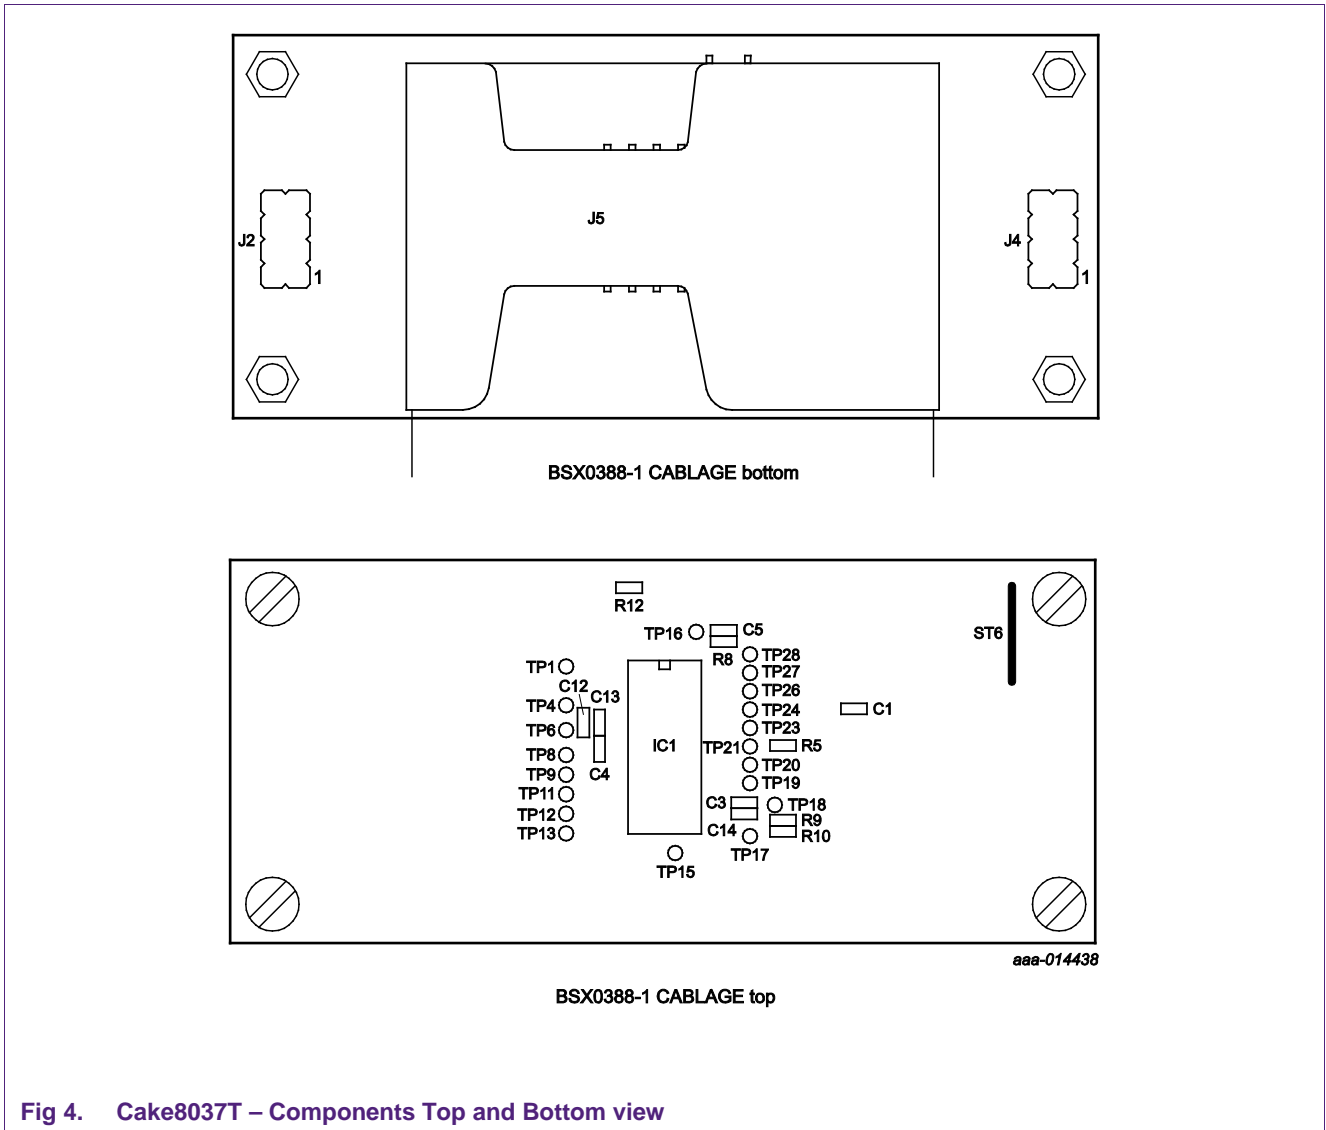 J5
J2
J4
1
1
BSX0388-1 CABLAGE bottom
R12
ST6
TP16
C5
R8
TP28
TP1
TP27
C12
C13
TP26
TP4
TP24
C1
TP6
TP23
IC1
TP21
R5
TP8
TP20
TP9
C4
TP19
TP11
C3
TP18
TP12
R9
TP13
C14
R10
TP17
TP15
aaa-014438
BSX0388-1 CABLAGE top
Fig 4. Cake8037T – Components Top and Bottom view